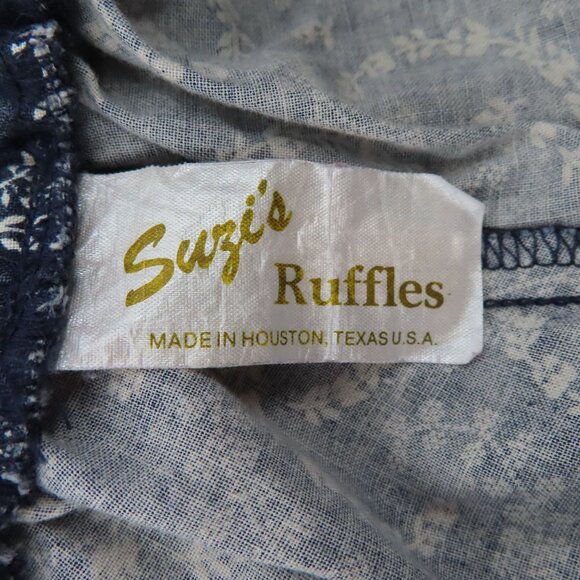 Suzi's
Ruffles
MADE IN HOUSTON, TEXAS U.S.A.